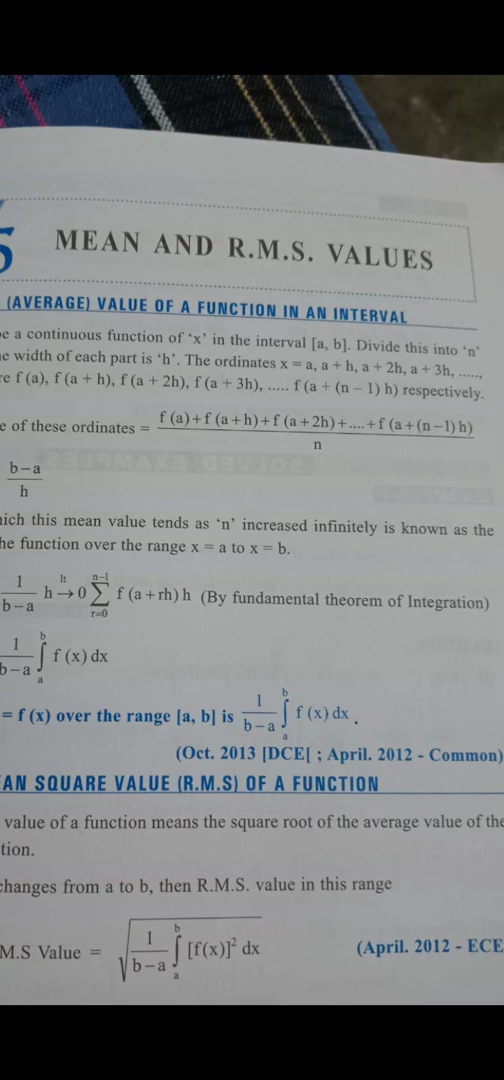 5
MEAN AND R.M.S. VALUES
(AVERAGE) VALUE OF A FUNCTION IN AN INTERVAL
a continuous function of ‘x’ in the interval [a, b]. Divide this into ‘n’
width of each part is ‘h’. The ordinates x = a, a + h, a + 2h, a + 3h, .....,
f (a), f (a + h), f (a + 2h), f (a + 3h), ..... f (a + (n – 1) h) respectively.
of these ordinates = f (a)+f (a+h)+f (a+2h)+....+f (a+(n–1) h) / n
b–a / h
this mean value tends as ‘n’ increased infinitely is known as the
function over the range x = a to x = b.
1 / b–a lt h→0 n–1 ∑ r=0 f (a + rh) h (By fundamental theorem of Integration)
1 / b–a b ∫ a f (x) dx
= f (x) over the range [a, b] is 1 / b–a b ∫ a f (x) dx .
(Oct. 2013 [DCE[ ; April. 2012 - Common)
AN SQUARE VALUE (R.M.S) OF A FUNCTION
value of a function means the square root of the average value of the
tion.
changes from a to b, then R.M.S. value in this range
M.S Value = √ 1 / b–a b ∫ a [f(x)]² dx (April. 2012 - ECE